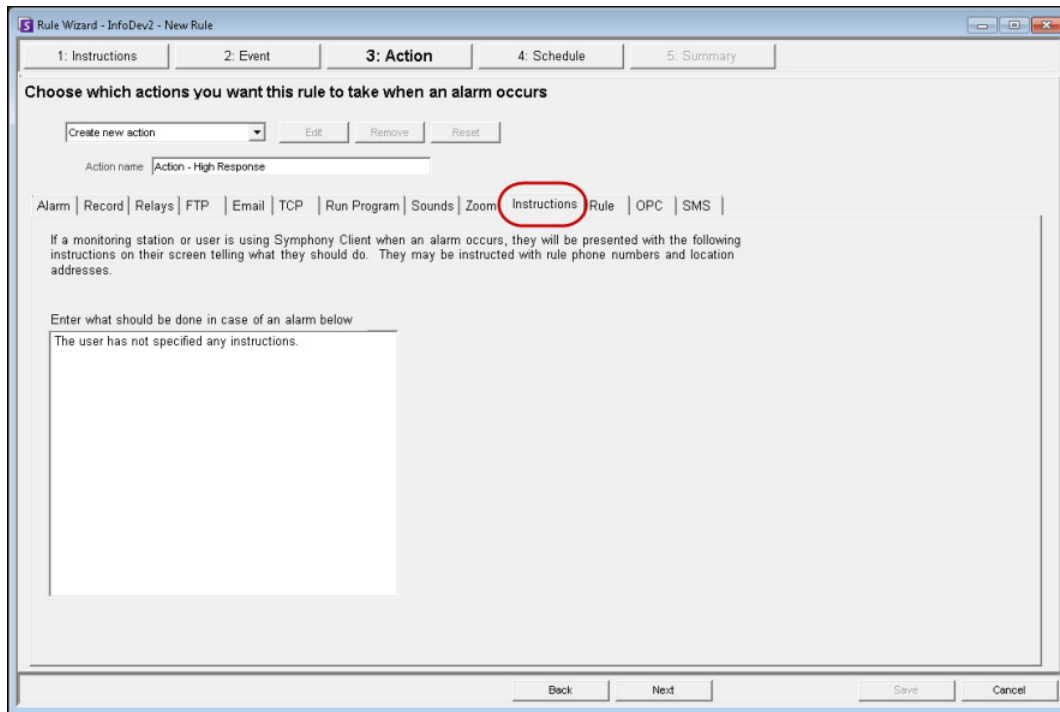 Rule Wizard - InfoDev2 - New Rule
1: Instructions 2: Event 3: Action 4: Schedule 5: Summary
Choose which actions you want this rule to take when an alarm occurs
Create new action Edit Remove Reset
Action name Action - High Response
Alarm Record Relays FTP Email TCP Run Program Sounds Zoom Instructions Rule OPC SMS
If a monitoring station or user is using Symphony Client when an alarm occurs, they will be presented with the following
instructions on their screen telling what they should do. They may be instructed with rule phone numbers and location
addresses.
Enter what should be done in case of an alarm below
The user has not specified any instructions.
Back Next Save Cancel